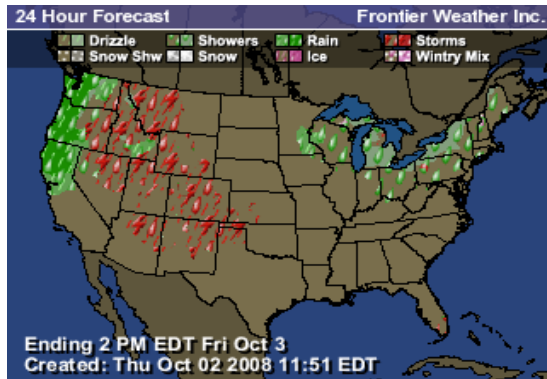 24 Hour Forecast Frontier Weather Inc.
Drizzle Showers Rain Storms
Snow Shw Snow Ice Wintry Mix
Ending 2 PM EDT Fri Oct 3
Created: Thu Oct 02 2008 11:51 EDT